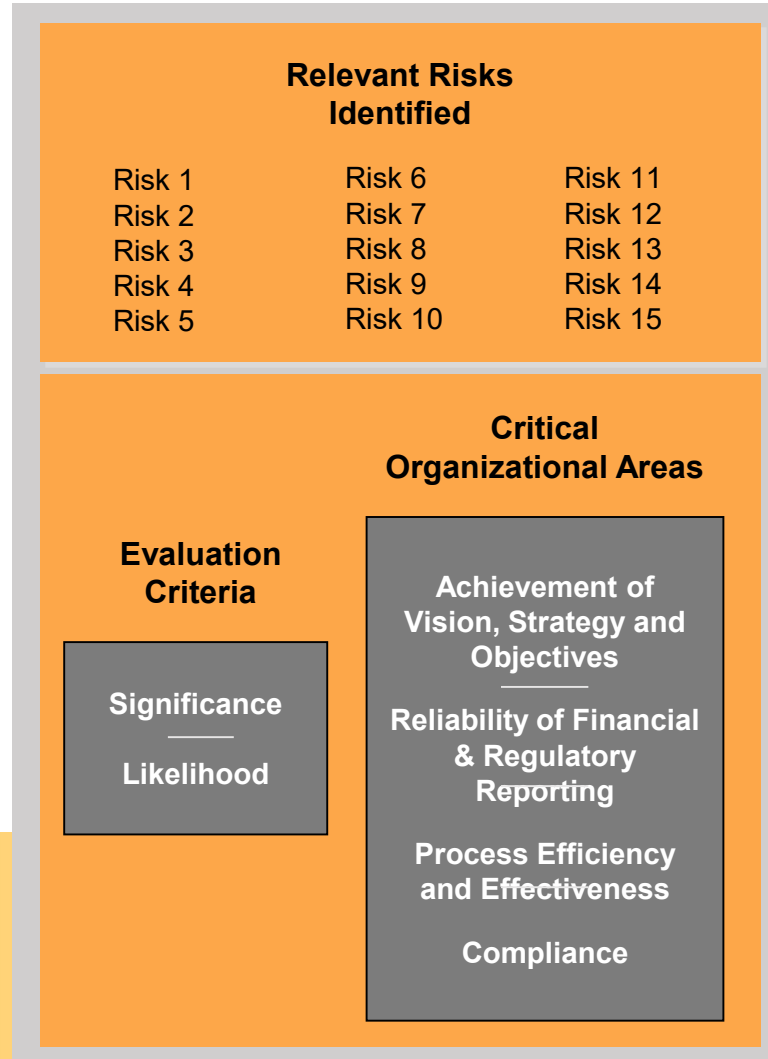 Relevant Risks
Identified
Risk 1
Risk 2
Risk 3
Risk 4
Risk 5
Risk 6
Risk 7
Risk 8
Risk 9
Risk 10
Risk 11
Risk 12
Risk 13
Risk 14
Risk 15
Evaluation
Criteria
Significance
Likelihood
Critical
Organizational Areas
Achievement of
Vision, Strategy and
Objectives
Reliability of Financial
& Regulatory
Reporting
Process Efficiency
and Effectiveness
Compliance